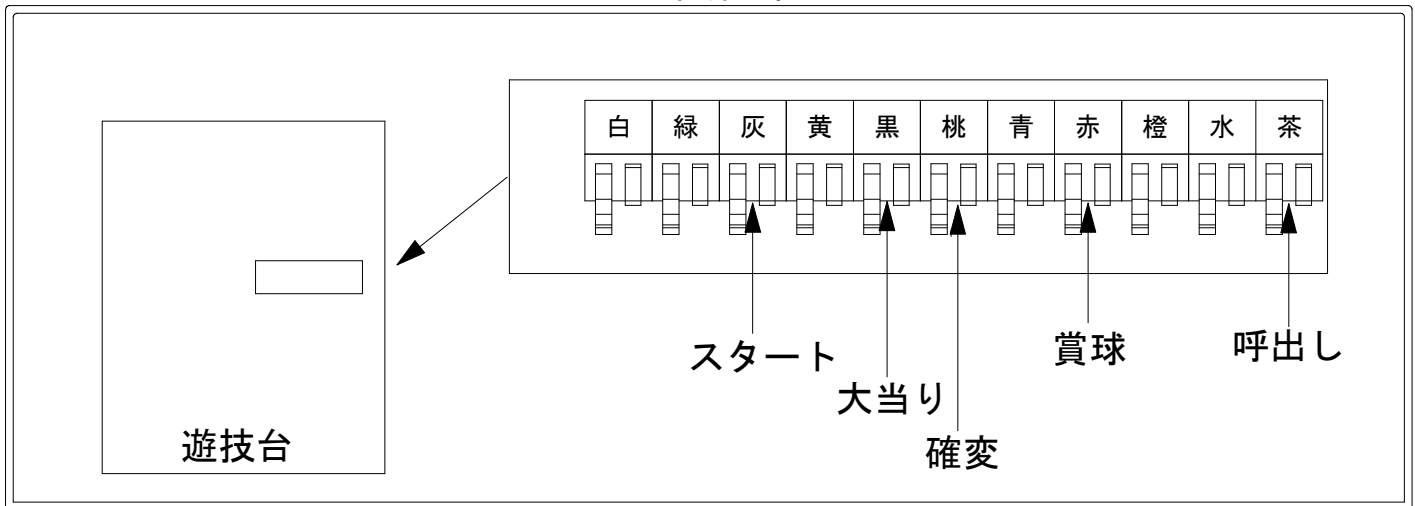 白 緑 灰 黄 黒 桃 青 赤 橙 水 茶
スタート
大当り
確変
賞球
呼出し
遊技台